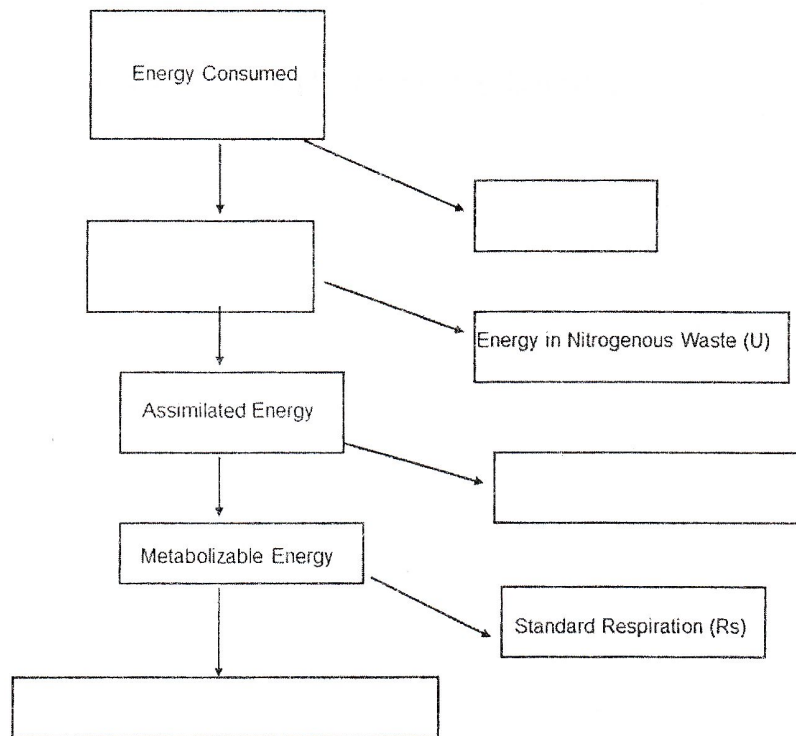 Energy Consumed
Energy in Nitrogenous Waste (U)
Assimilated Energy
Metabolizable Energy
Standard Respiration (Rs)